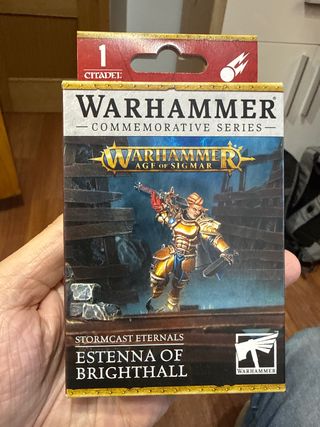 1
CITADEL
WARHAMMER
COMMEMORATIVE SERIES
WARHAMMER
AGE OF SIGMAR
STORMCAST ETERNALS
ESTENNA OF
BRIGHTHALL
WARHAMMER